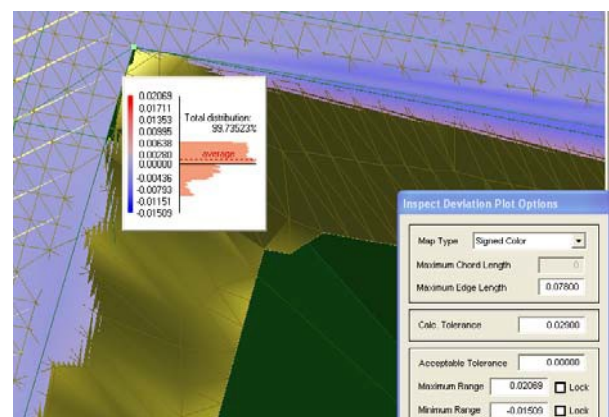 0.02069
0.01711
0.01353
0.00995
0.00638
0.00280
0.00000
-0.00436
-0.00793
-0.01151
-0.01509
Total distribution:
99.73523%
average
Inspect Deviation Plot Options
Map Type Signed Color
Maximum Chord Length 0
Maximum Edge Length 0.07800
Calc. Tolerance 0.02900
Acceptable Tolerance 0.00000
Maximum Range 0.02069 Lock
Minimum Range -0.01509 Lock